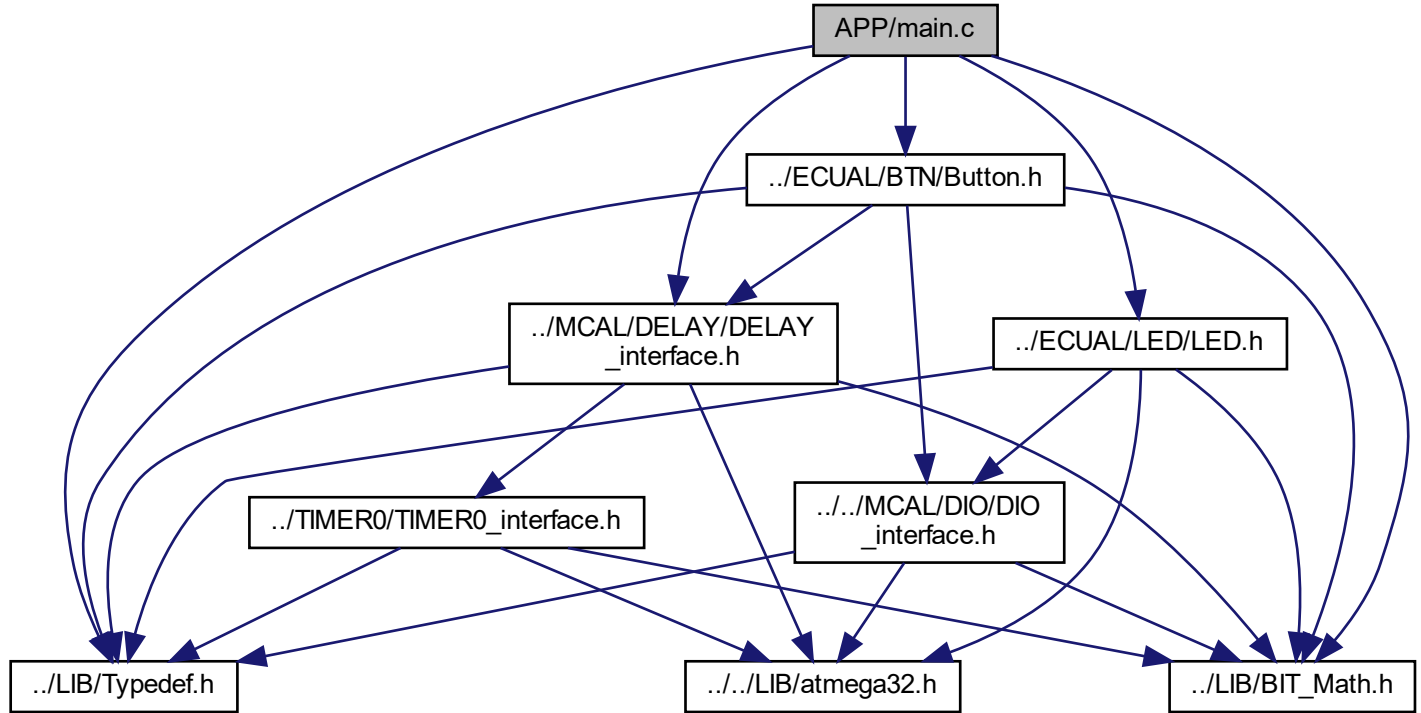 APP/main.c
../ECUAL/BTN/Button.h
../MCAL/DELAY/DELAY
_interface.h
../ECUAL/LED/LED.h
../TIMER0/TIMER0_interface.h
../../MCAL/DIO/DIO
_interface.h
../LIB/Typedef.h
../../LIB/atmega32.h
../LIB/BIT_Math.h